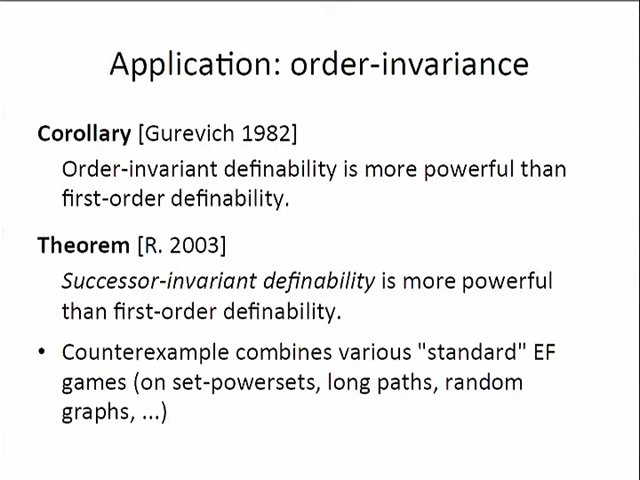 Application: order-invariance
Corollary [Gurevich 1982]
Order-invariant definability is more powerful than
first-order definability.
Theorem [R. 2003]
Successor-invariant definability is more powerful
than first-order definability.
• Counterexample combines various "standard" EF
games (on set-powersets, long paths, random
graphs, ...)